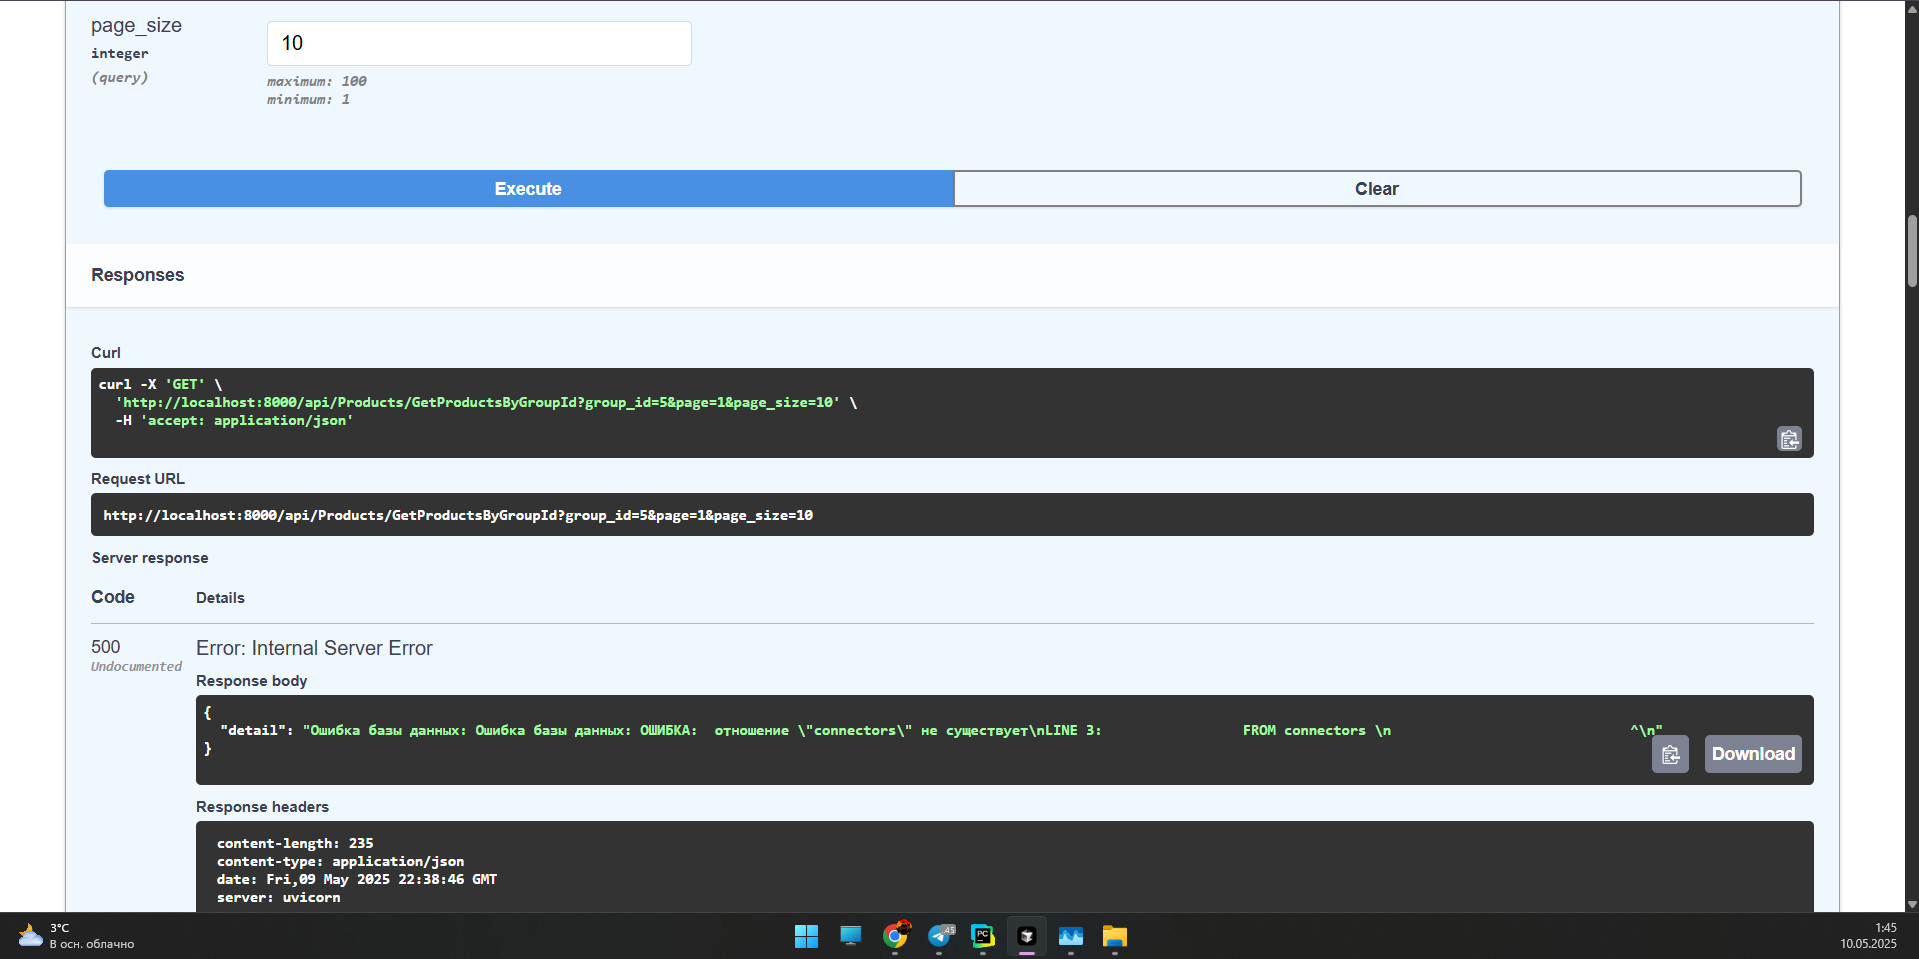 page_size
integer
(query)
10
maximum: 100
minimum: 1
Execute
Clear
Responses
Curl
curl -X 'GET' \
'http://localhost:8000/api/Products/GetProductsByGroupId?group_id=5&page=1&page_size=10' \
-H 'accept: application/json'
Request URL
http://localhost:8000/api/Products/GetProductsByGroupId?group_id=5&page=1&page_size=10
Server response
Code
Details
500
Undocumented
Error: Internal Server Error
Response body
{
"detail": "Ошибка базы данных: Ошибка базы данных: ОШИБКА:  отношение \"connectors\" не существует\nLINE 3:                 FROM connectors \n                             ^\n"
}
Download
Response headers
content-length: 235
content-type: application/json
date: Fri,09 May 2025 22:38:46 GMT
server: uvicorn
3°C
В осн. облачно
45
PC
1:45
10.05.2025